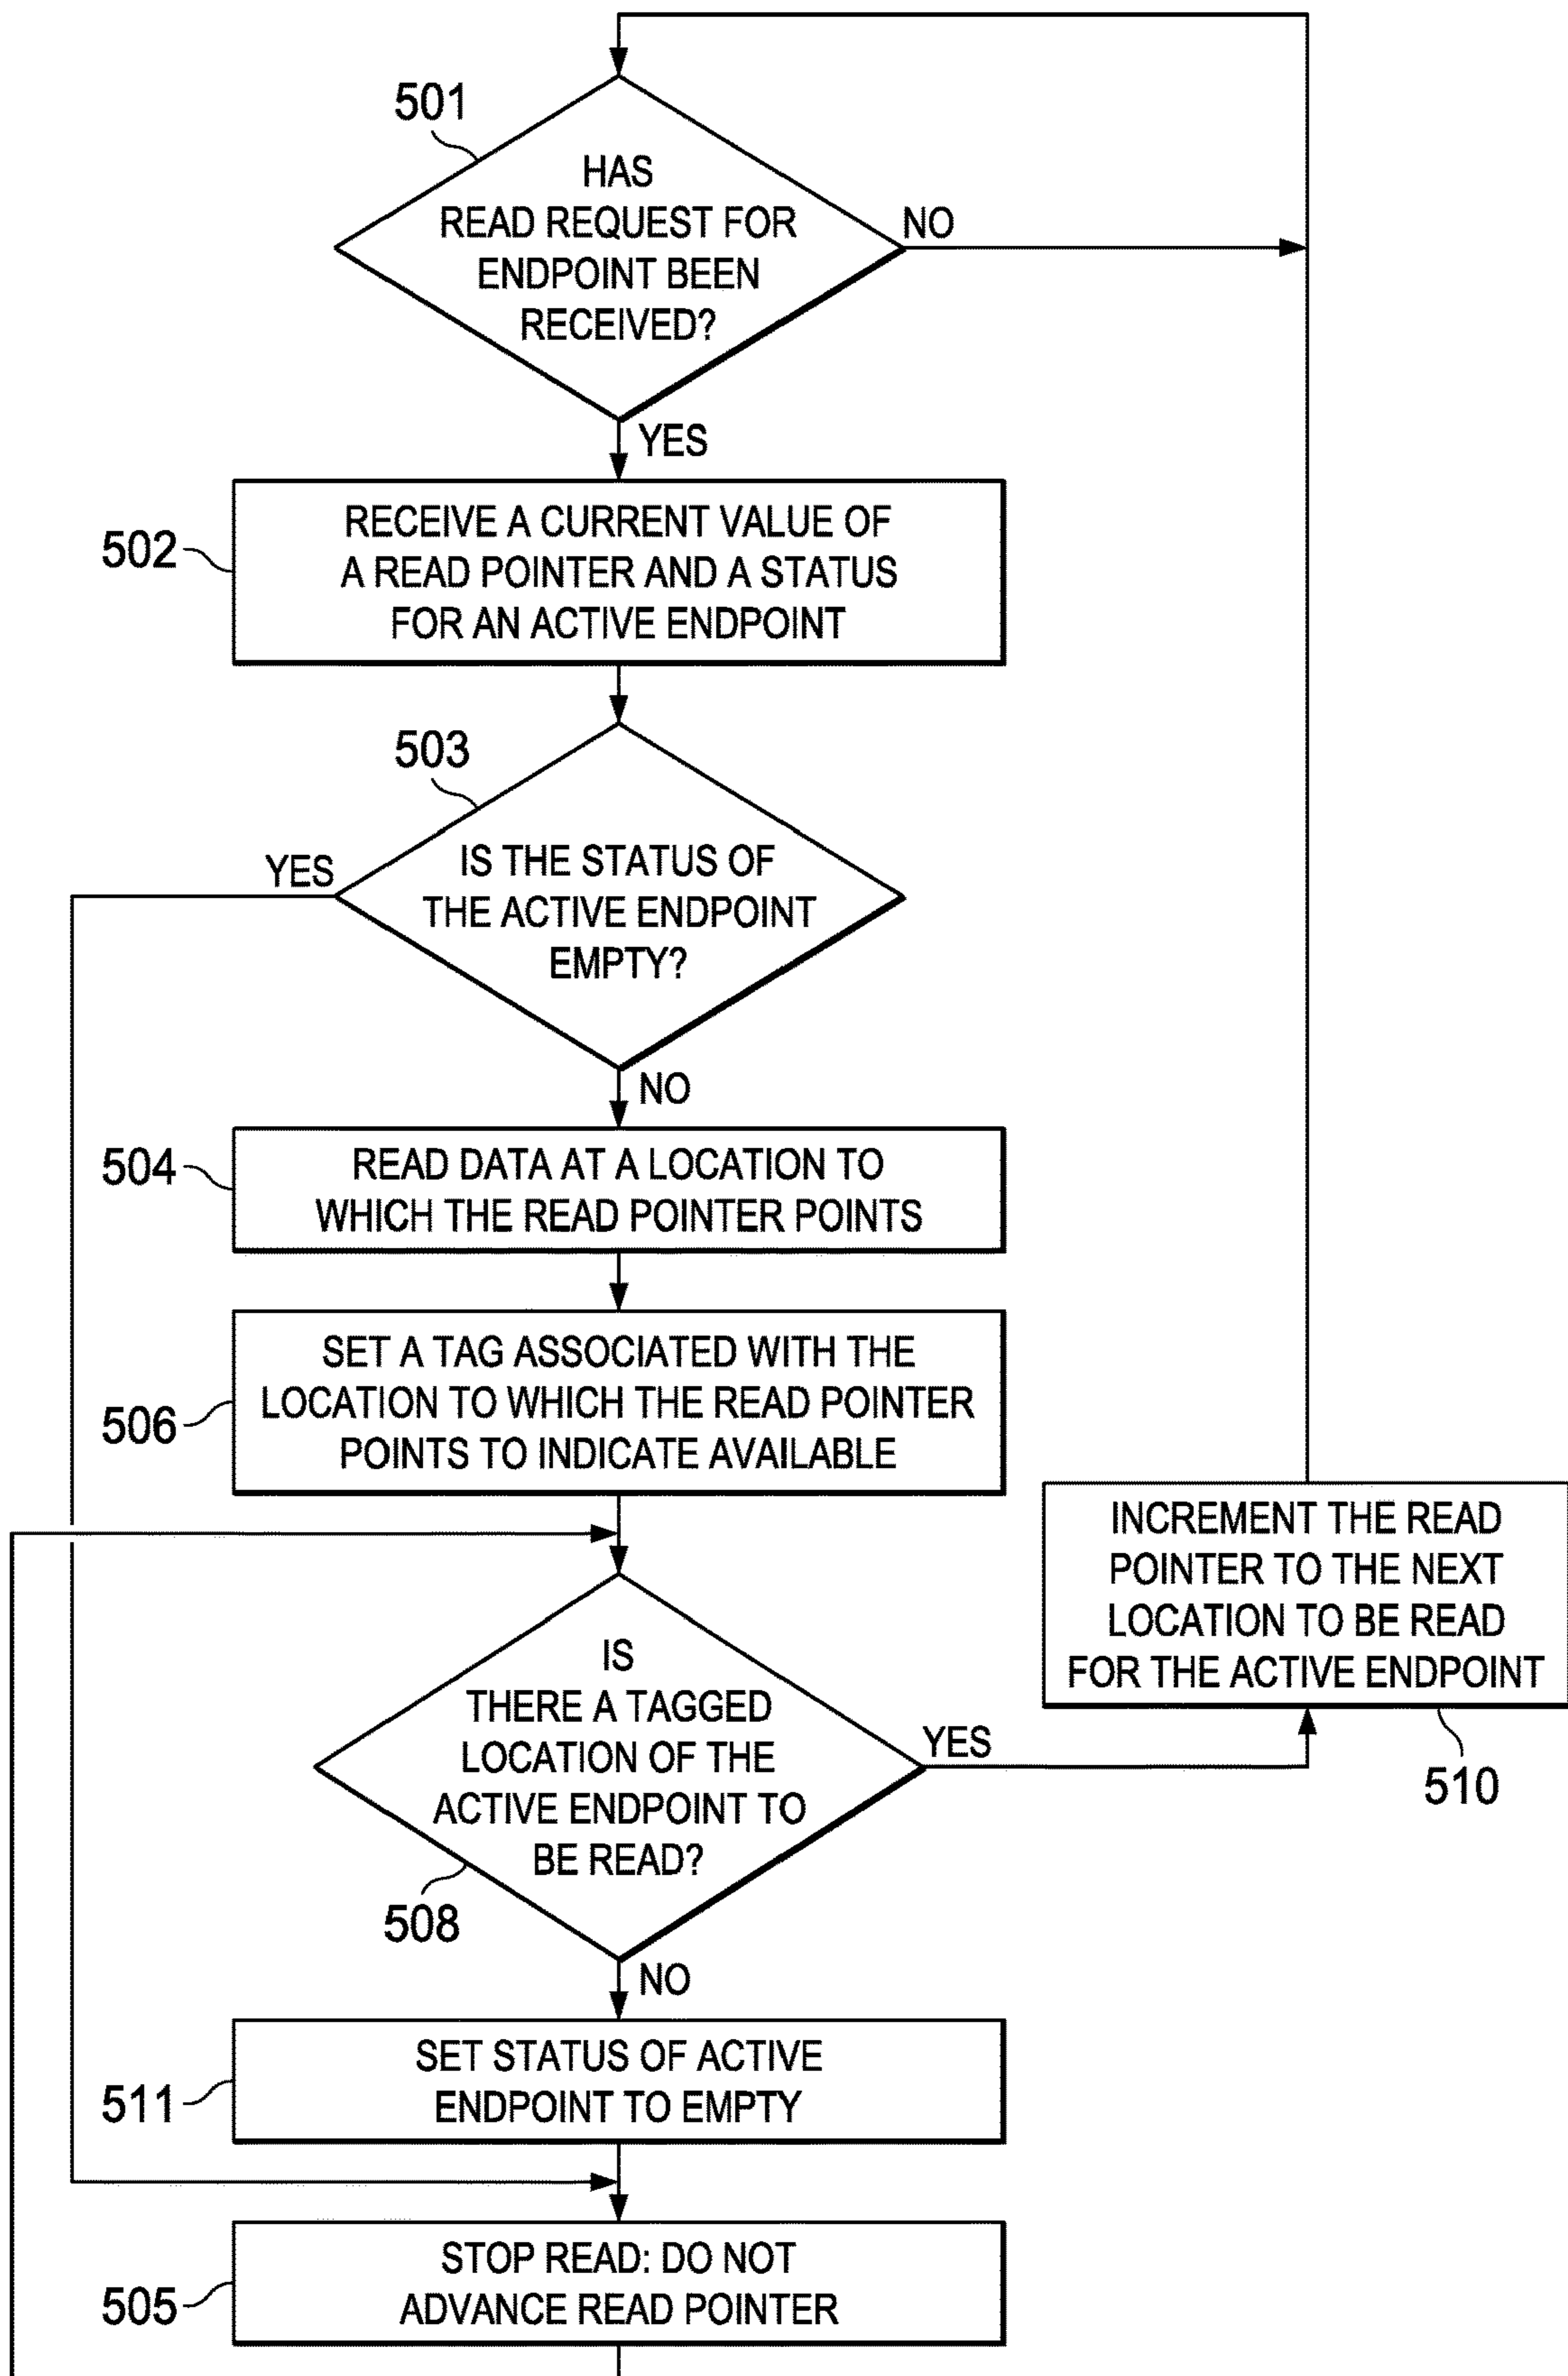 501
HAS
READ REQUEST FOR
ENDPOINT BEEN
RECEIVED?
NO
YES
502
RECEIVE A CURRENT VALUE OF
A READ POINTER AND A STATUS
FOR AN ACTIVE ENDPOINT
503
YES
IS THE STATUS OF
THE ACTIVE ENDPOINT
EMPTY?
NO
504
READ DATA AT A LOCATION TO
WHICH THE READ POINTER POINTS
506
SET A TAG ASSOCIATED WITH THE
LOCATION TO WHICH THE READ POINTER
POINTS TO INDICATE AVAILABLE
INCREMENT THE READ
POINTER TO THE NEXT
LOCATION TO BE READ
FOR THE ACTIVE ENDPOINT
510
IS
THERE A TAGGED
LOCATION OF THE
ACTIVE ENDPOINT TO
BE READ?
YES
508
NO
511
SET STATUS OF ACTIVE
ENDPOINT TO EMPTY
505
STOP READ: DO NOT
ADVANCE READ POINTER